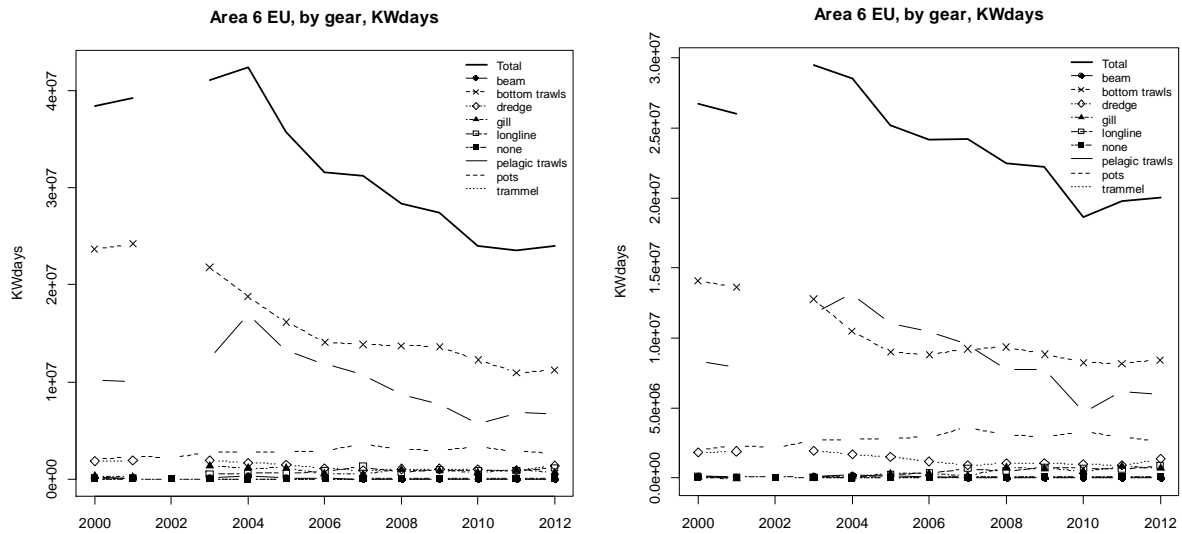 Area 6 EU, by gear, KWdays
KWdays
4e+07
3e+07
2e+07
1e+07
0e+00
Total
beam
bottom trawls
dredge
gill
longline
none
pelagic trawls
pots
trammel
2000 2002 2004 2006 2008 2010 2012
Area 6 EU, by gear, KWdays
KWdays
3.0e+07
2.5e+07
2.0e+07
1.5e+07
1.0e+07
5.0e+06
0.0e+00
Total
beam
bottom trawls
dredge
gill
longline
none
pelagic trawls
pots
trammel
2000 2002 2004 2006 2008 2010 2012